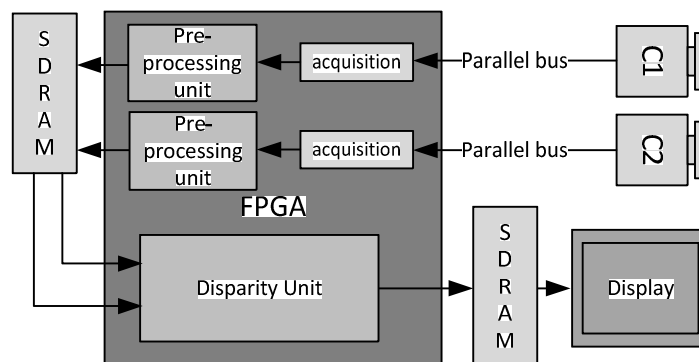 S
D
R
A
M
Pre-
processing
unit
acquisition
Parallel bus
C1
Pre-
processing
unit
acquisition
Parallel bus
C2
FPGA
Disparity Unit
S
D
R
A
M
Display